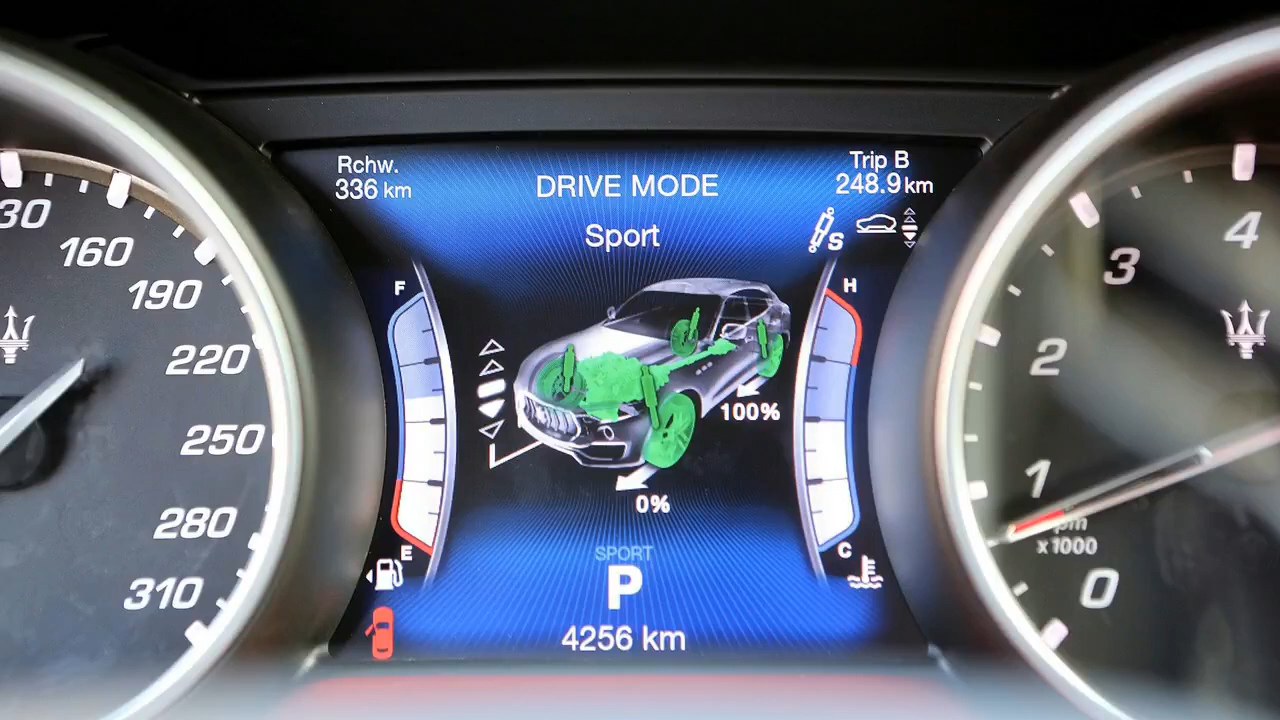 Rchw.
336 km
DRIVE MODE
Sport
Trip B
248.9 km
S
F
E
H
C
100%
0%
SPORT
P
4256 km
160
190
220
250
280
310
4
3
2
1
0
x1000